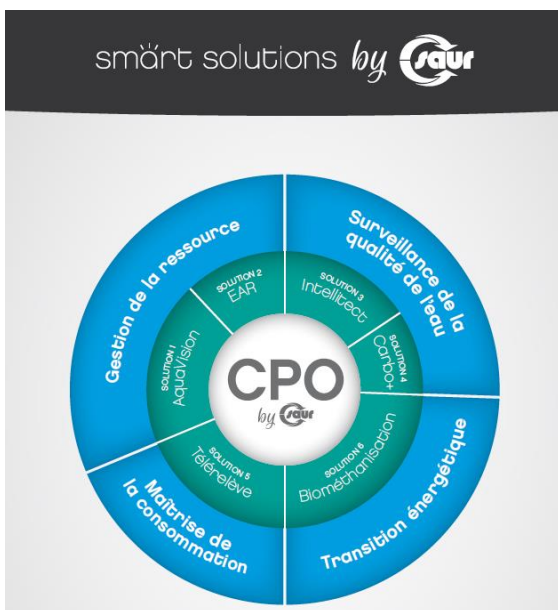 smärt solutions by Saur
Gestion de la ressource
Surveillance de la
qualité de l'eau
SOLUTION 1
AquaVision
SOLUTION 2
EAR
SOLUTION 3
Intellitect
SOLUTION 4
Carbo+
CPO
by Saur
SOLUTION 5
Télérelève
SOLUTION 6
Biométhanisation
Maîtrise de
la consommation
Transition énergétique